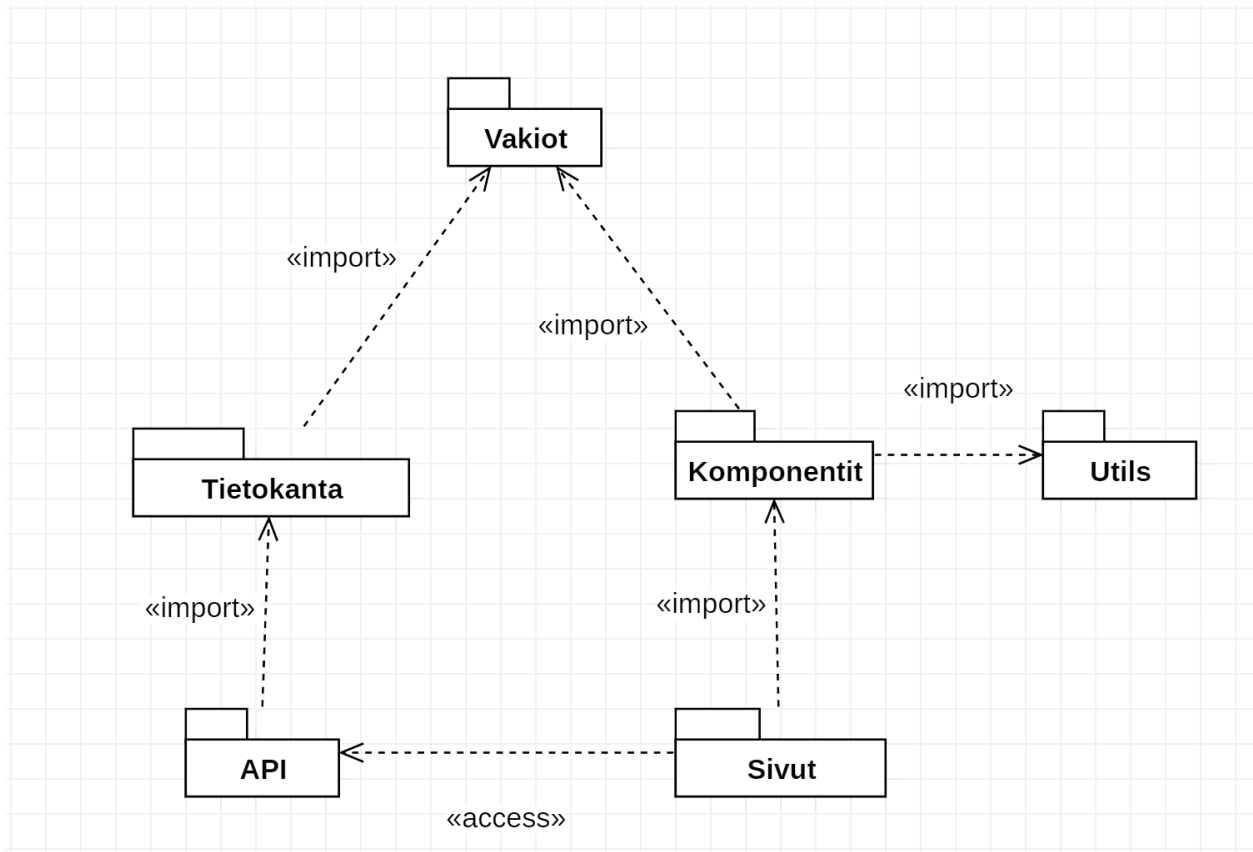 Vakiot
«import»
«import»
«import»
Tietokanta
Komponentit
Utils
«import»
«import»
API
Sivut
«access»